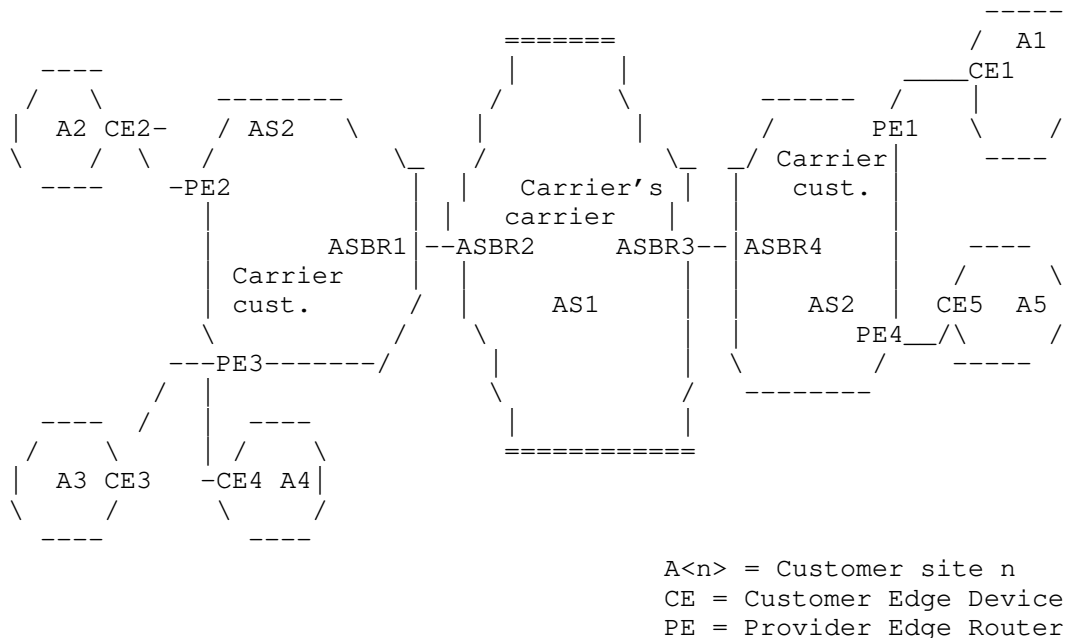 A1
CE1
A2 CE2 AS2 PE1
Carrier
PE2 Carrier's cust.
carrier
ASBR1 ASBR2 ASBR3 ASBR4
Carrier
cust. AS1 AS2 CE5 A5
PE4
PE3
A3 CE3 CE4 A4
A<n> = Customer site n
CE = Customer Edge Device
PE = Provider Edge Router